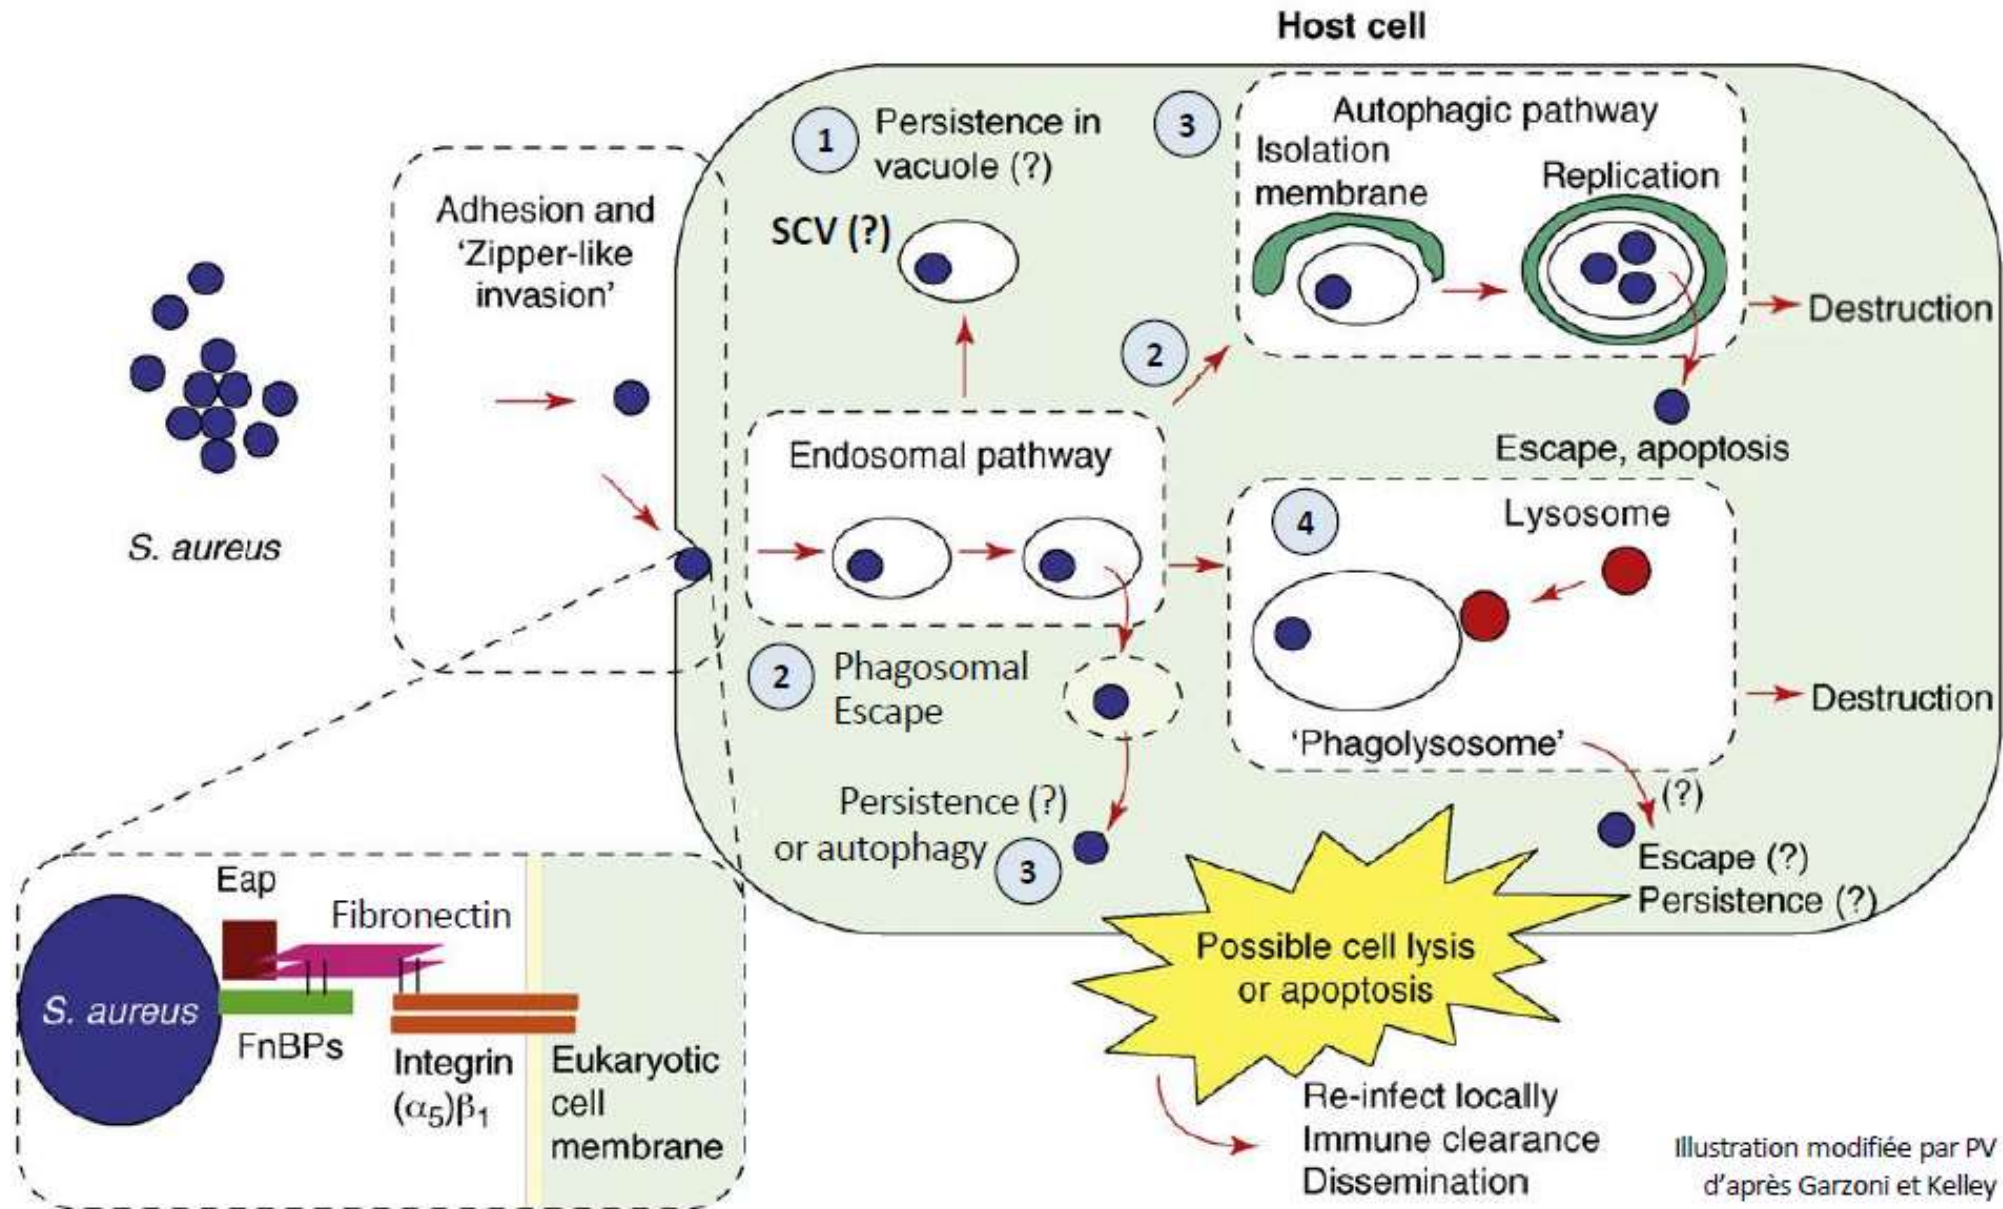 Host cell
S. aureus
Adhesion and
‘Zipper-like
invasion’
1
Persistence in
vacuole (?)
SCV (?)
3
Autophagic pathway
Isolation
membrane
Replication
Destruction
2
Escape, apoptosis
Endosomal pathway
2
Phagosomal
Escape
Persistence (?)
or autophagy
3
4
Lysosome
‘Phagolysosome’
Destruction
(?)
Escape (?)
Persistence (?)
Possible cell lysis
or apoptosis
Re-infect locally
Immune clearance
Dissemination
Eap
Fibronectin
S. aureus
FnBPs
Integrin
(α5)β1
Eukaryotic
cell
membrane
Illustration modifiée par PV
d’après Garzoni et Kelley